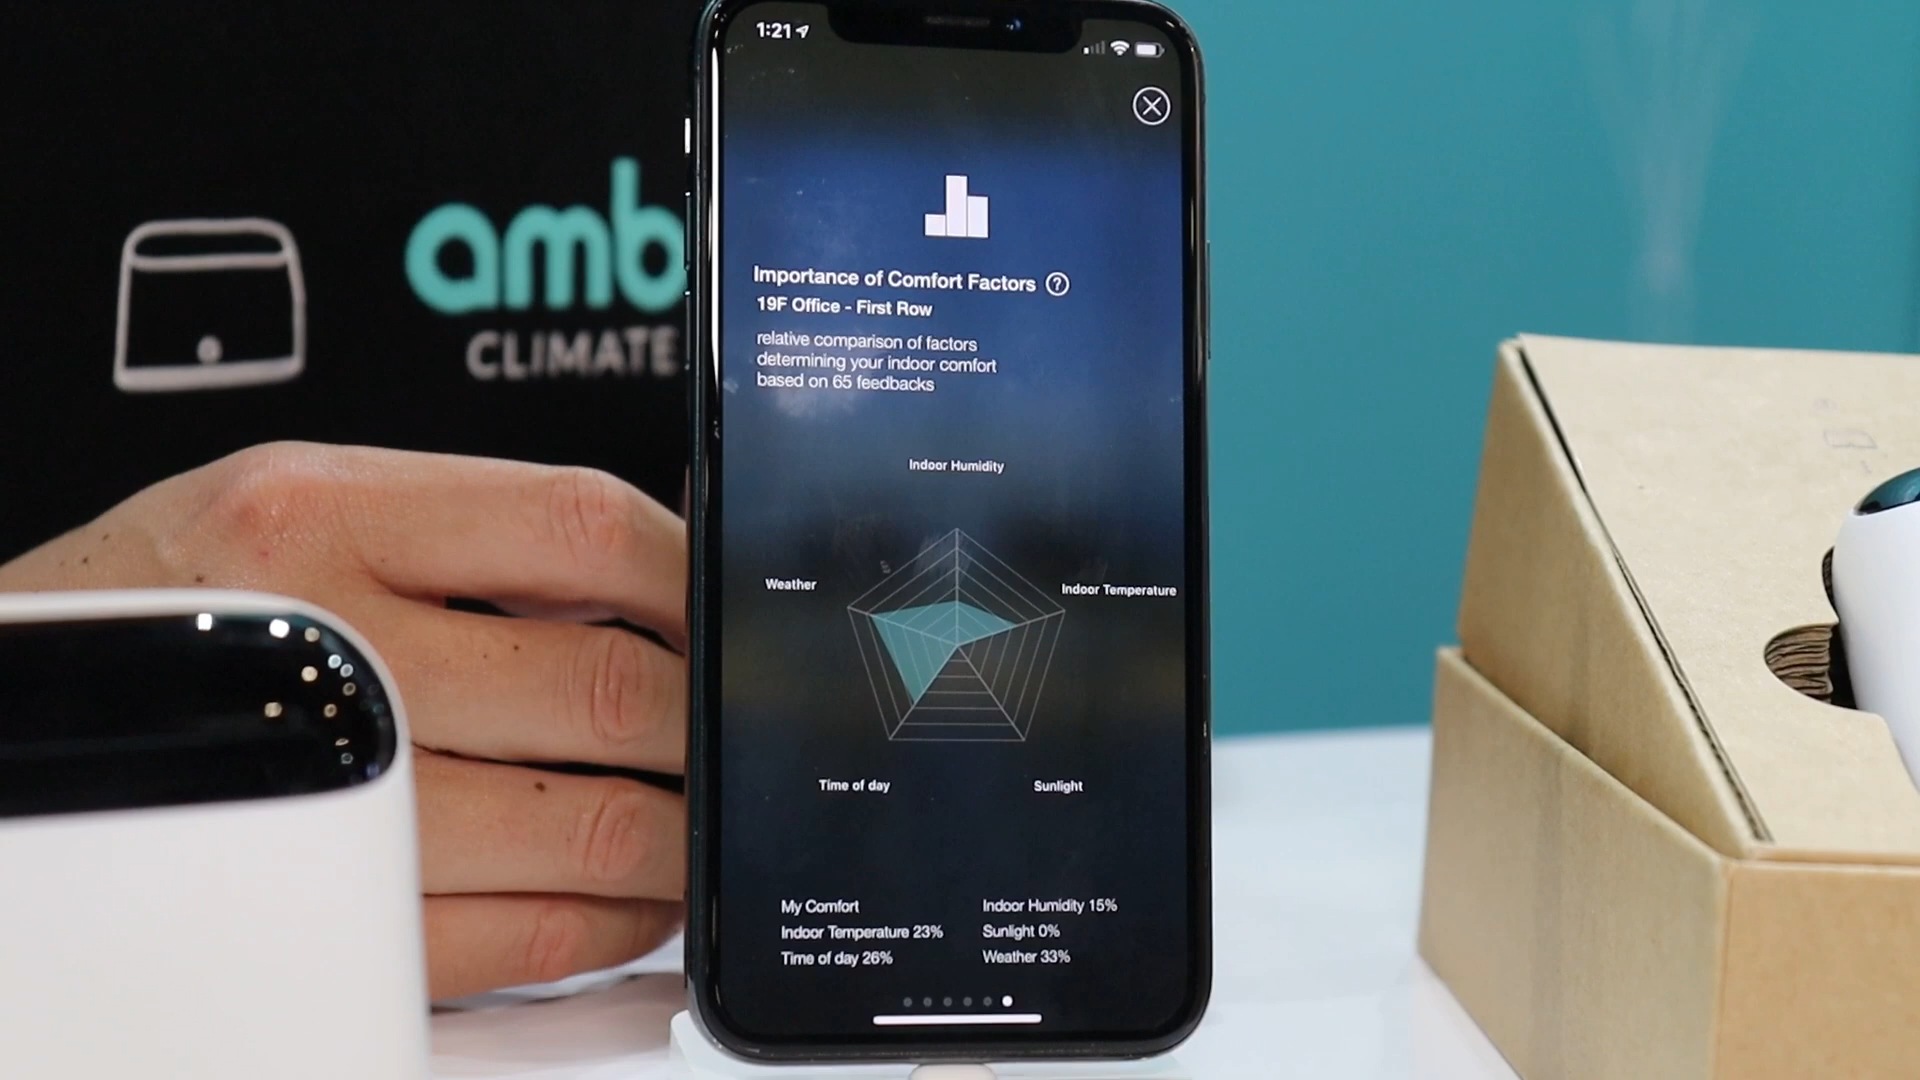 1:21
amb
CLIMATE
Importance of Comfort Factors ?
19F Office - First Row
relative comparison of factors
determining your indoor comfort
based on 65 feedbacks
Indoor Humidity
Weather
Indoor Temperature
Time of day
Sunlight
My Comfort
Indoor Temperature 23%
Time of day 26%
Indoor Humidity 15%
Sunlight 0%
Weather 33%